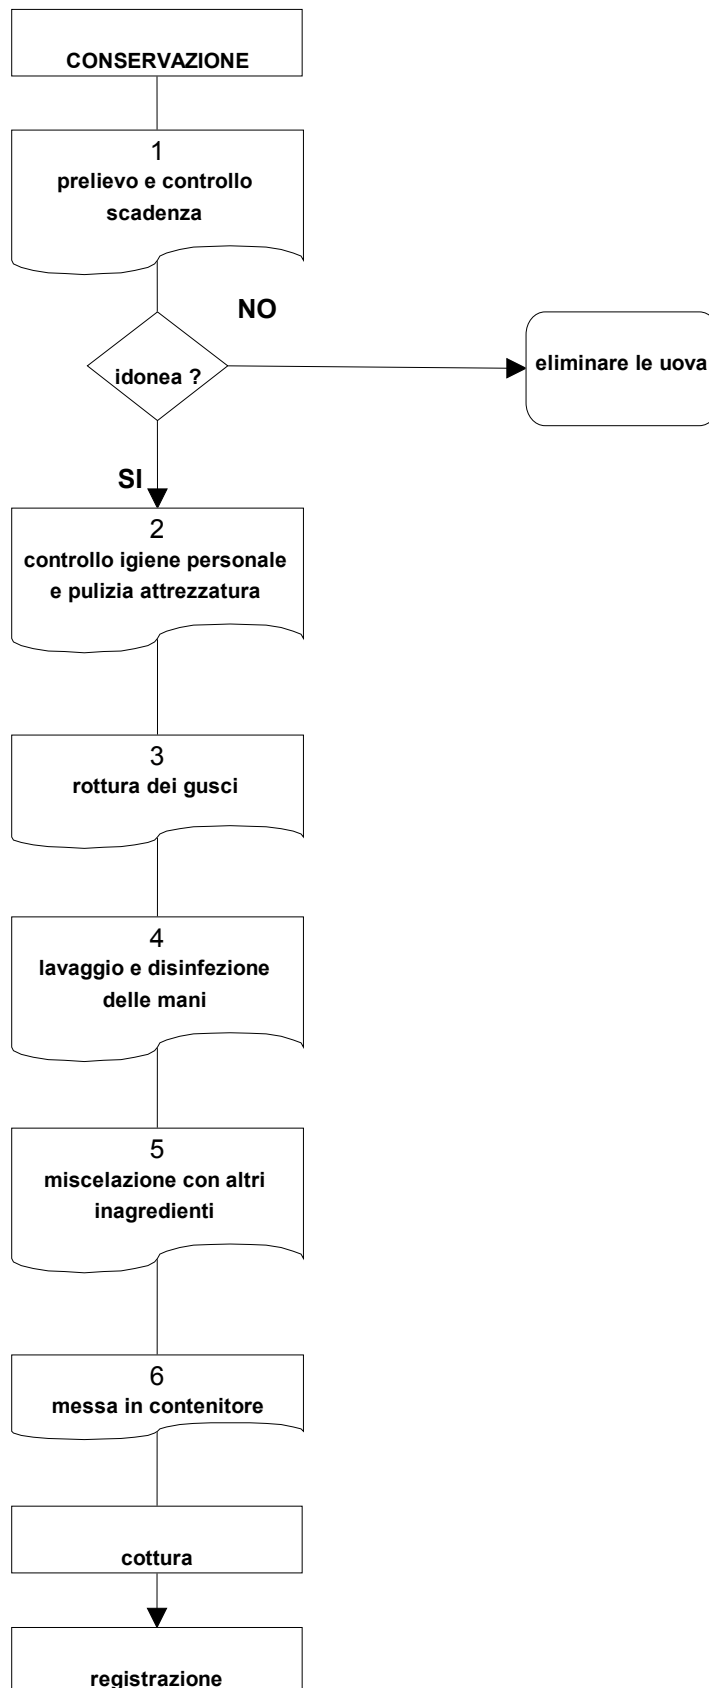 CONSERVAZIONE
1
prelievo e controllo
scadenza
NO
idonea ?
eliminare le uova
SI
2
controllo igiene personale
e pulizia attrezzatura
3
rottura dei gusci
4
lavaggio e disinfezione
delle mani
5
miscelazione con altri
inagredienti
6
messa in contenitore
cottura
registrazione